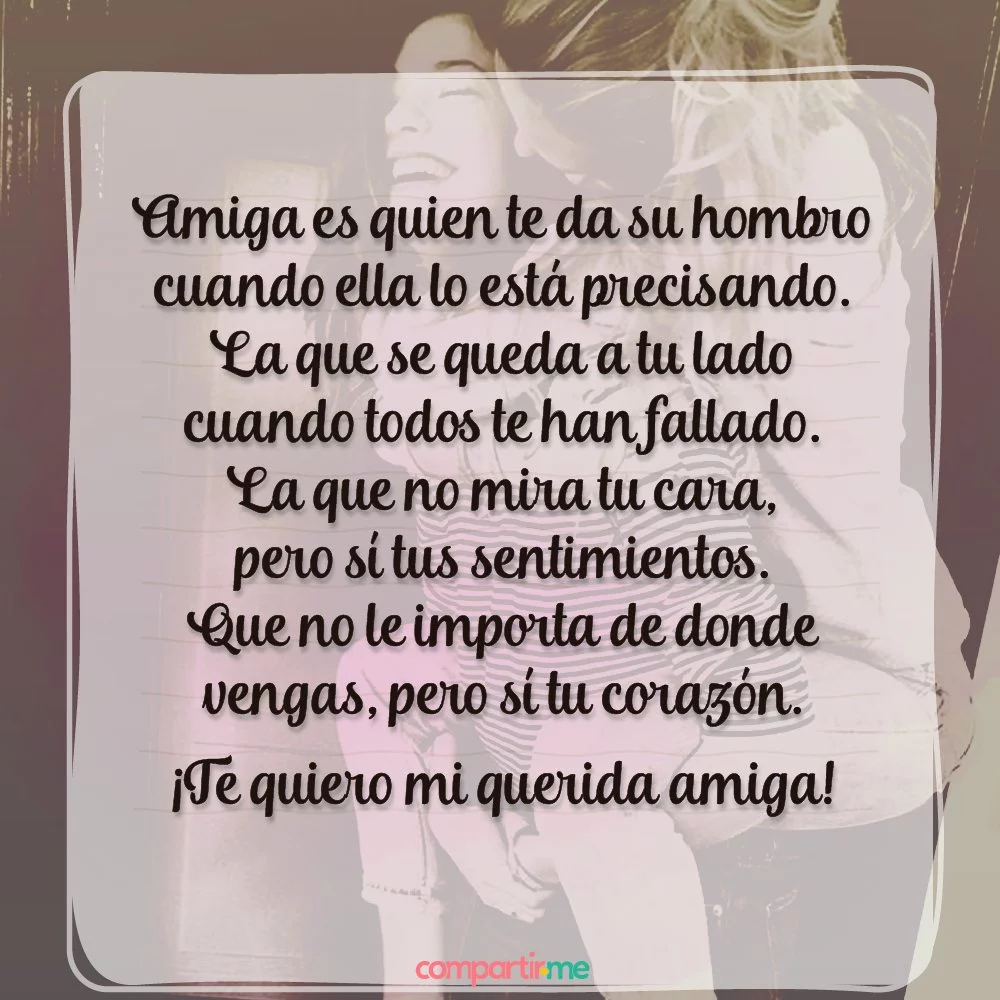 Amiga es quien te da su hombro
cuando ella lo está precisando.
La que se queda a tu lado
cuando todos te han fallado.
La que no mira tu cara,
pero sí tus sentimientos.
Que no le importa de donde
vengas, pero sí tu corazón.
¡Te quiero mi querida amiga!
compartir.me